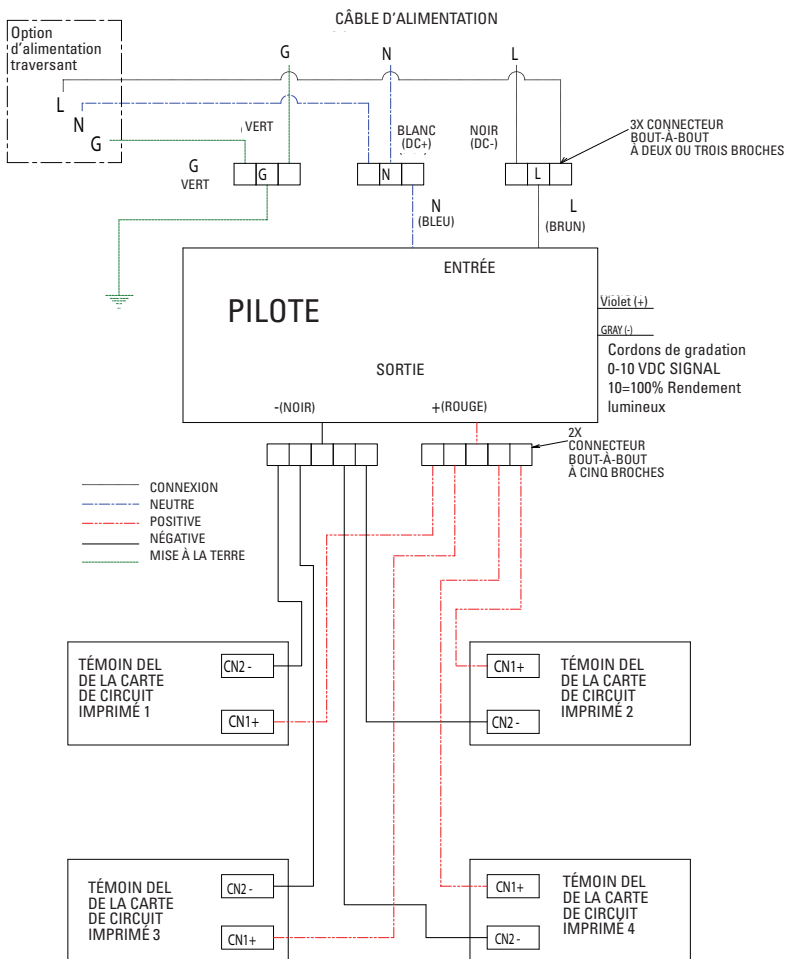 CÂBLE D'ALIMENTATION
Option
d'alimentation
traversant
G
N
L
L
N
G
VERT
BLANC
(DC+)
NOIR
(DC-)
3X CONNECTEUR
BOUT-À-BOUT
À DEUX OU TROIS BROCHES
G
VERT
G
N
L
N
(BLEU)
L
(BRUN)
ENTRÉE
PILOTE
SORTIE
-(NOIR)
+(ROUGE)
Violet (+)
GRAY (-)
Cordons de gradation
0-10 VDC SIGNAL
10=100% Rendement
lumineux
2X
CONNECTEUR
BOUT-À-BOUT
À CINQ BROCHES
CONNEXION
NEUTRE
POSITIVE
NÉGATIVE
MISE À LA TERRE
TÉMOIN DEL
DE LA CARTE
DE CIRCUIT
IMPRIMÉ 1
CN2 -
CN1+
CN1+
CN2 -
TÉMOIN DEL
DE LA CARTE
DE CIRCUIT
IMPRIMÉ 2
TÉMOIN DEL
DE LA CARTE
DE CIRCUIT
IMPRIMÉ 3
CN2 -
CN1+
CN1+
CN2 -
TÉMOIN DEL
DE LA CARTE
DE CIRCUIT
IMPRIMÉ 4